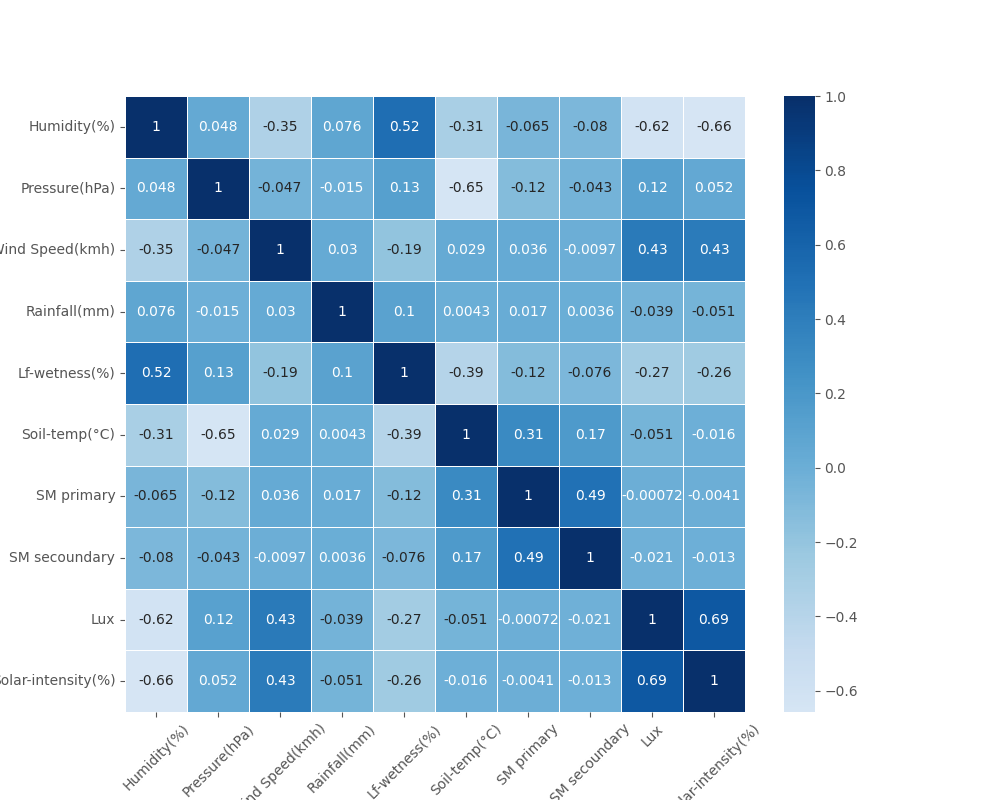 Humidity(%) 1 0.048 -0.35 0.076 0.52 -0.31 -0.065 -0.08 -0.62 -0.66
Pressure(hPa) 0.048 1 -0.047 -0.015 0.13 -0.65 -0.12 -0.043 0.12 0.052
Wind Speed(kmh) -0.35 -0.047 1 0.03 -0.19 0.029 0.036 -0.0097 0.43 0.43
Rainfall(mm) 0.076 -0.015 0.03 1 0.1 0.0043 0.017 0.0036 -0.039 -0.051
Lf-wetness(%) 0.52 0.13 -0.19 0.1 1 -0.39 -0.12 -0.076 -0.27 -0.26
Soil-temp(°C) -0.31 -0.65 0.029 0.0043 -0.39 1 0.31 0.17 -0.051 -0.016
SM primary -0.065 -0.12 0.036 0.017 -0.12 0.31 1 0.49 -0.00072 -0.0041
SM secoundary -0.08 -0.043 -0.0097 0.0036 -0.076 0.17 0.49 1 -0.021 -0.013
Lux -0.62 0.12 0.43 -0.039 -0.27 -0.051 -0.00072 -0.021 1 0.69
Solar-intensity(%) -0.66 0.052 0.43 -0.051 -0.26 -0.016 -0.0041 -0.013 0.69 1
Humidity(%)
Pressure(hPa)
nd Speed(kmh)
Rainfall(mm)
Lf-wetness(%)
Soil-temp(°C)
SM primary
SM secoundary
Lux
lar-intensity(%)
1.0
0.8
0.6
0.4
0.2
0.0
−0.2
−0.4
−0.6